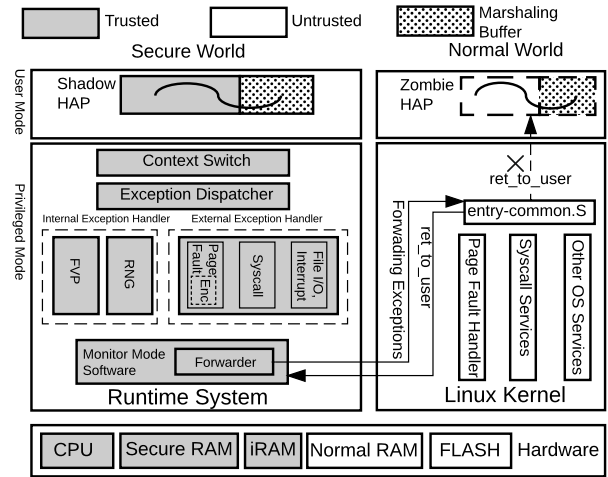 Trusted
Untrusted
Marshaling
Buffer
Secure World
Normal World
User Mode
Shadow
HAP
Zombie
HAP
Privileged Mode
Context Switch
Exception Dispatcher
Internal Exception Handler
External Exception Handler
FVP
RNG
Page
Fault
Enc
Syscall
File I/O,
Interrupt
Monitor Mode
Software
Forwarder
Runtime System
Forwading Exceptions
ret_to_user
ret_to_user
entry-common.S
Page Fault Handler
Syscall Services
Other OS Services
Linux Kernel
CPU
Secure RAM
iRAM
Normal RAM
FLASH
Hardware